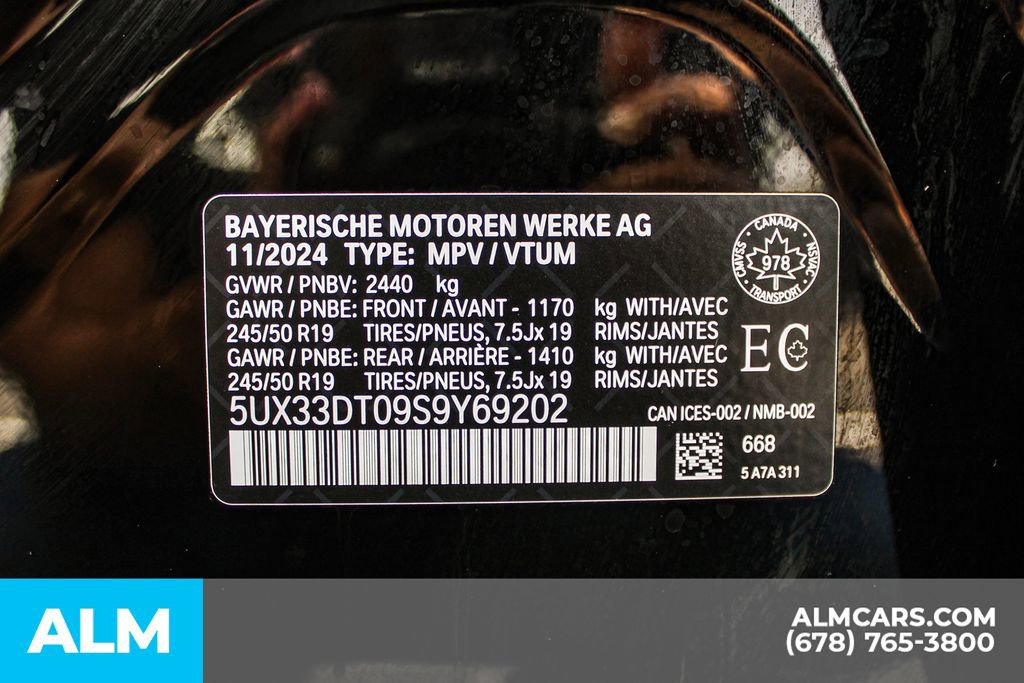 BAYERISCHE MOTOREN WERKE AG
11/2024 TYPE: MPV / VTUM
GVWR / PNBV: 2440 kg
GAWR / PNBE: FRONT / AVANT - 1170 kg WITH/AVEC
245/50 R19 TIRES/PNEUS, 7.5Jx 19 RIMS/JANTES
GAWR / PNBE: REAR / ARRIÈRE - 1410 kg WITH/AVEC
245/50 R19 TIRES/PNEUS, 7.5Jx 19 RIMS/JANTES
5UX33DT09S9Y69202
CANADA
CMVSS
978
NSVAC
TRANSPORT
EC
CAN ICES-002 / NMB-002
668
5 A7A 311
ALM
ALMCARS.COM
(678) 765-3800